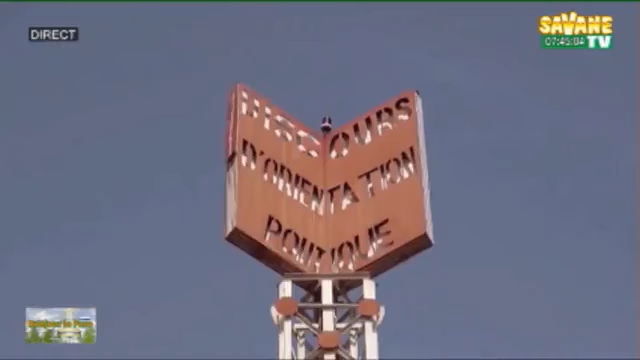 DIRECT
SAVANE
07:45:04 TV
DISCOURS
D'ORIENTATION
POLITIQUE